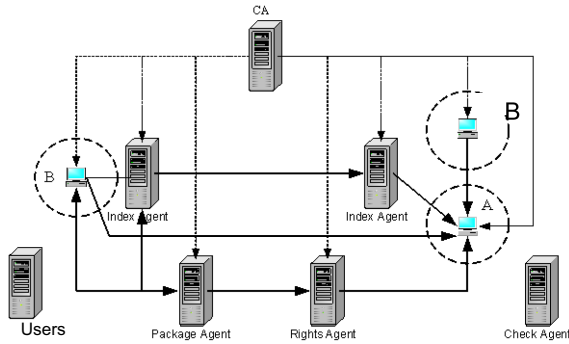 CA
B
B
A
Index Agent
Index Agent
Users
Package Agent
Rights Agent
Check Agent